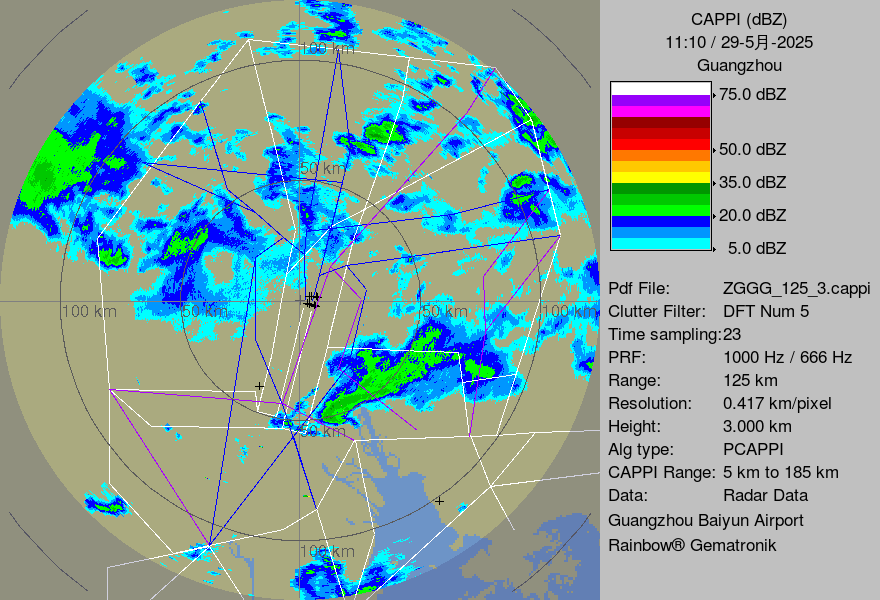 CAPPI (dBZ)
11:10 / 29-5月-2025
Guangzhou
75.0 dBZ
50.0 dBZ
35.0 dBZ
20.0 dBZ
5.0 dBZ
Pdf File: ZGGG_125_3.cappi
Clutter Filter: DFT Num 5
Time sampling:23
PRF: 1000 Hz / 666 Hz
Range: 125 km
Resolution: 0.417 km/pixel
Height: 3.000 km
Alg type: PCAPPI
CAPPI Range: 5 km to 185 km
Data: Radar Data
Guangzhou Baiyun Airport
Rainbow® Gematronik
100 km
50 km
100 km
50 km
50 km
100 km
50 km
100 km